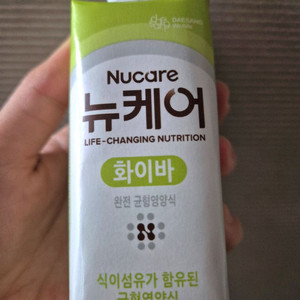 DAESANG
Nucare
뉴케어
LIFE-CHANGING NUTRITION
화이바
완전 균형영양식
N
식이섬유가 함유된
균형영양식